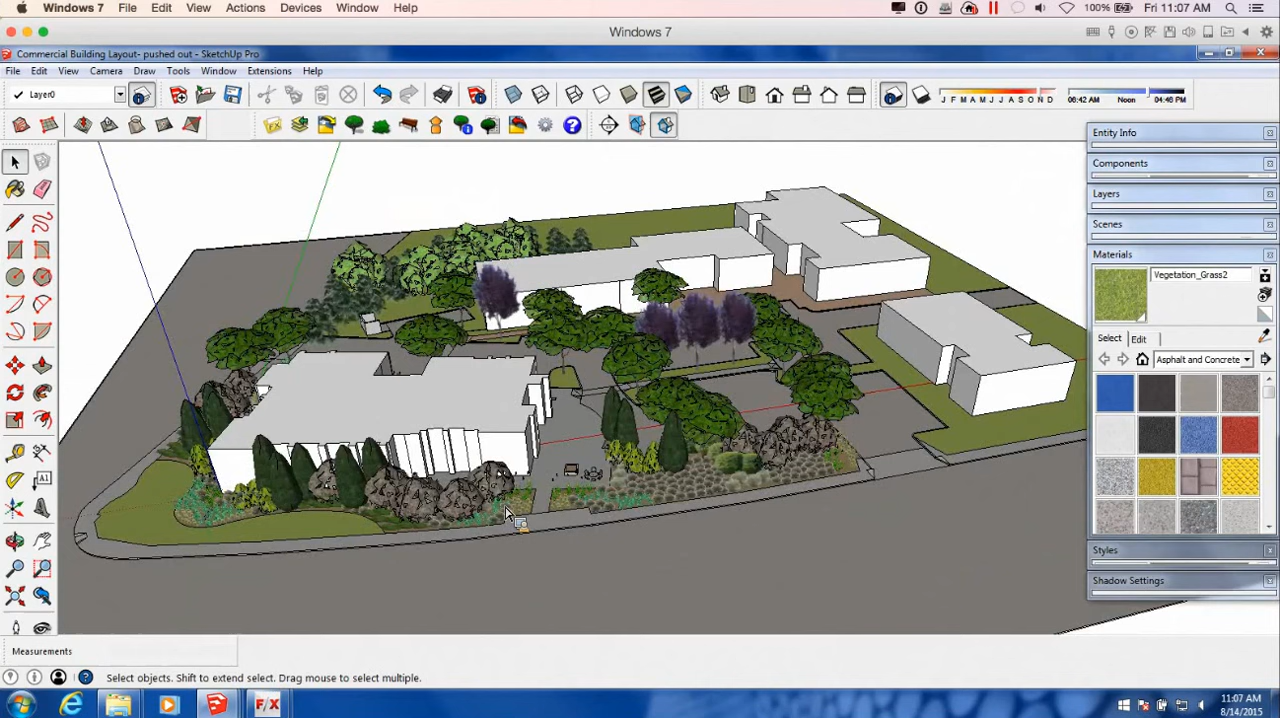 Windows 7 File Edit View Actions Devices Window Help 100% Fri 11:07 AM
Windows 7
Commercial Building Layout- pushed out - SketchUp Pro
File Edit View Camera Draw Tools Window Extensions Help
Layer0
J F M A M J J A S O N D 06:42 AM Noon 04:46 PM
F/X
Entity Info
Components
Layers
Scenes
Materials
Vegetation_Grass2
Select Edit
Asphalt and Concrete
A1
Styles
Shadow Settings
Measurements
Select objects. Shift to extend select. Drag mouse to select multiple.
F/X
11:07 AM
8/14/2015